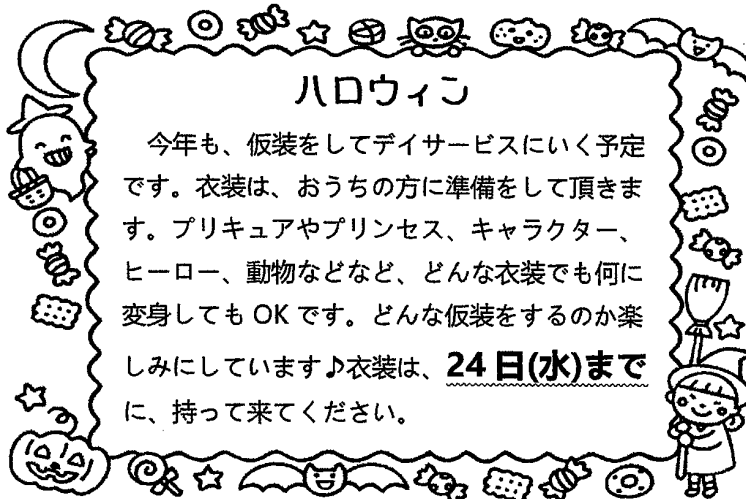 ハロウィン
今年も、仮装をしてデイサービスにいく予定
です。衣装は、おうちの方に準備をして頂きま
す。プリキュアやプリンセス、キャラクター、
ヒーロー、動物などなど、どんな衣装でも何に
変身しても OK です。どんな仮装をするのか楽
しみにしています♪衣装は、24 日(水)まで
に、持って来てください。